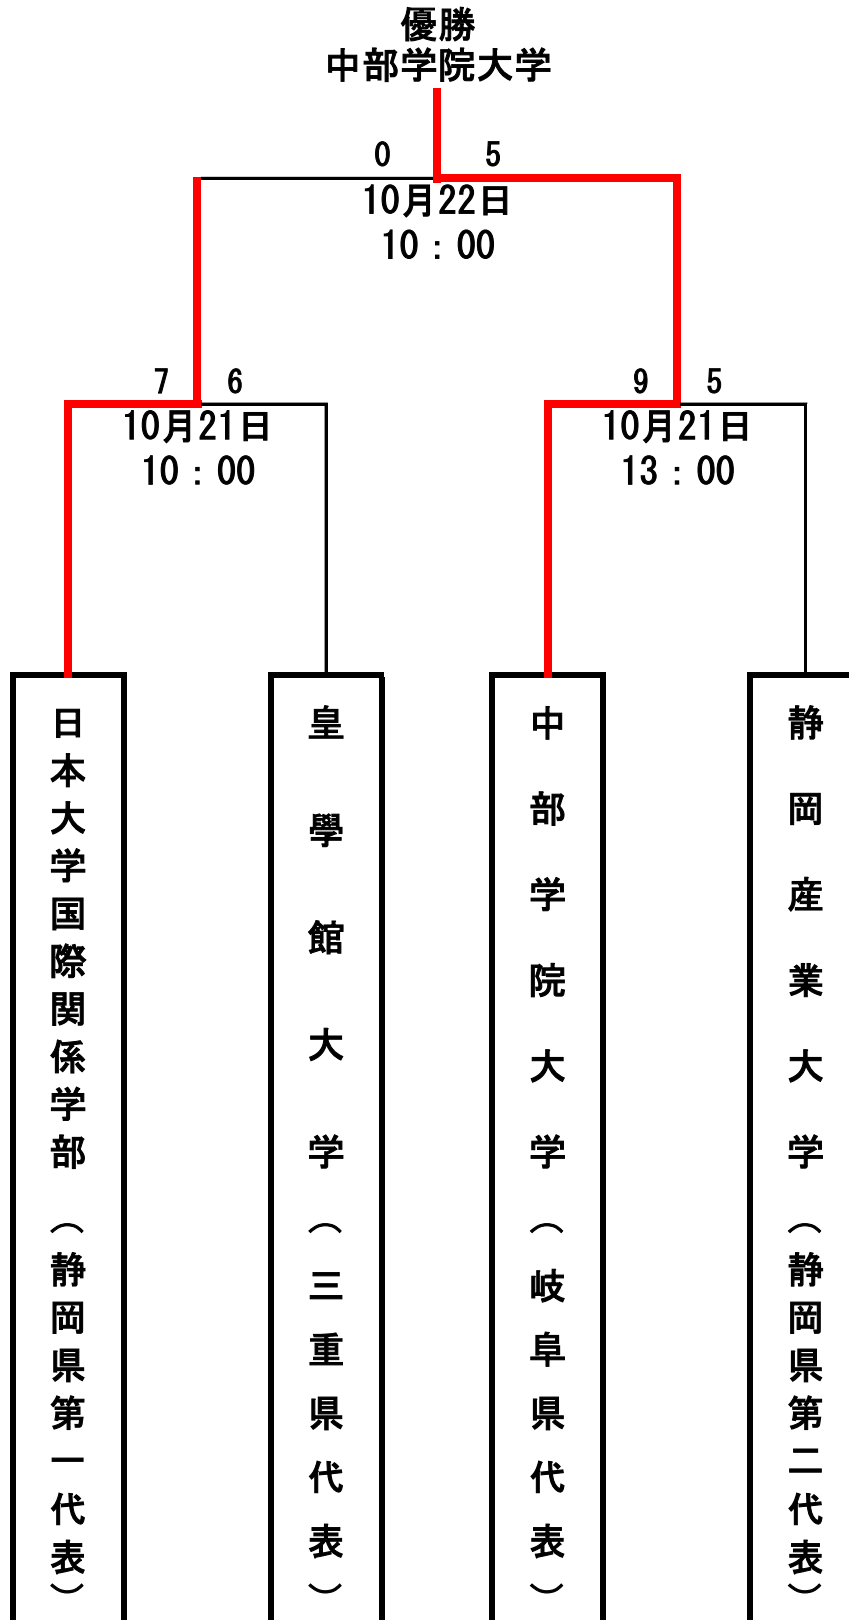 優勝
中部学院大学
0 5
10月22日
10：00
7 6
10月21日
10：00
9 5
10月21日
13：00
日本大学国際関係学部（静岡県第一代表）
皇學館大学（三重県代表）
中部学院大学（岐阜県代表）
静岡産業大学（静岡県第二代表）